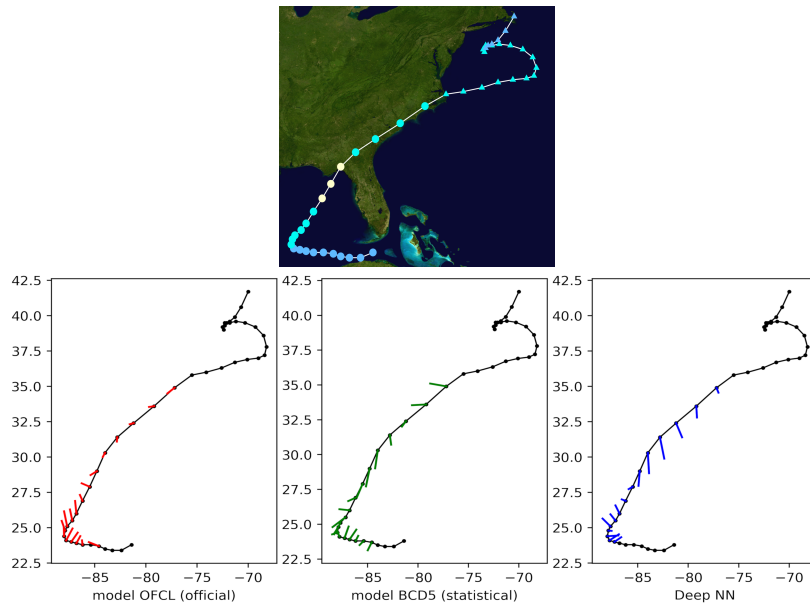 42.5 42.5 42.5
40.0 40.0 40.0
37.5 37.5 37.5
35.0 35.0 35.0
32.5 32.5 32.5
30.0 30.0 30.0
27.5 27.5 27.5
25.0 25.0 25.0
22.5 22.5 22.5
−85 −80 −75 −70 −85 −80 −75 −70 −85 −80 −75 −70
model OFCL (official) model BCD5 (statistical) Deep NN